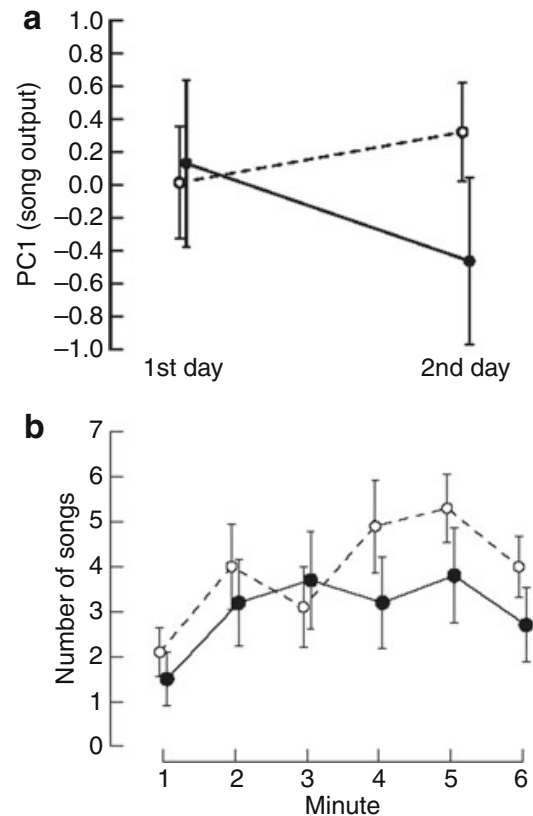 a
1.0
0.8
0.6
0.4
0.2
0.0
–0.2
–0.4
–0.6
–0.8
–1.0
PC1 (song output)
1st day 2nd day
b
7
6
5
4
3
2
1
0
Number of songs
1 2 3 4 5 6
Minute